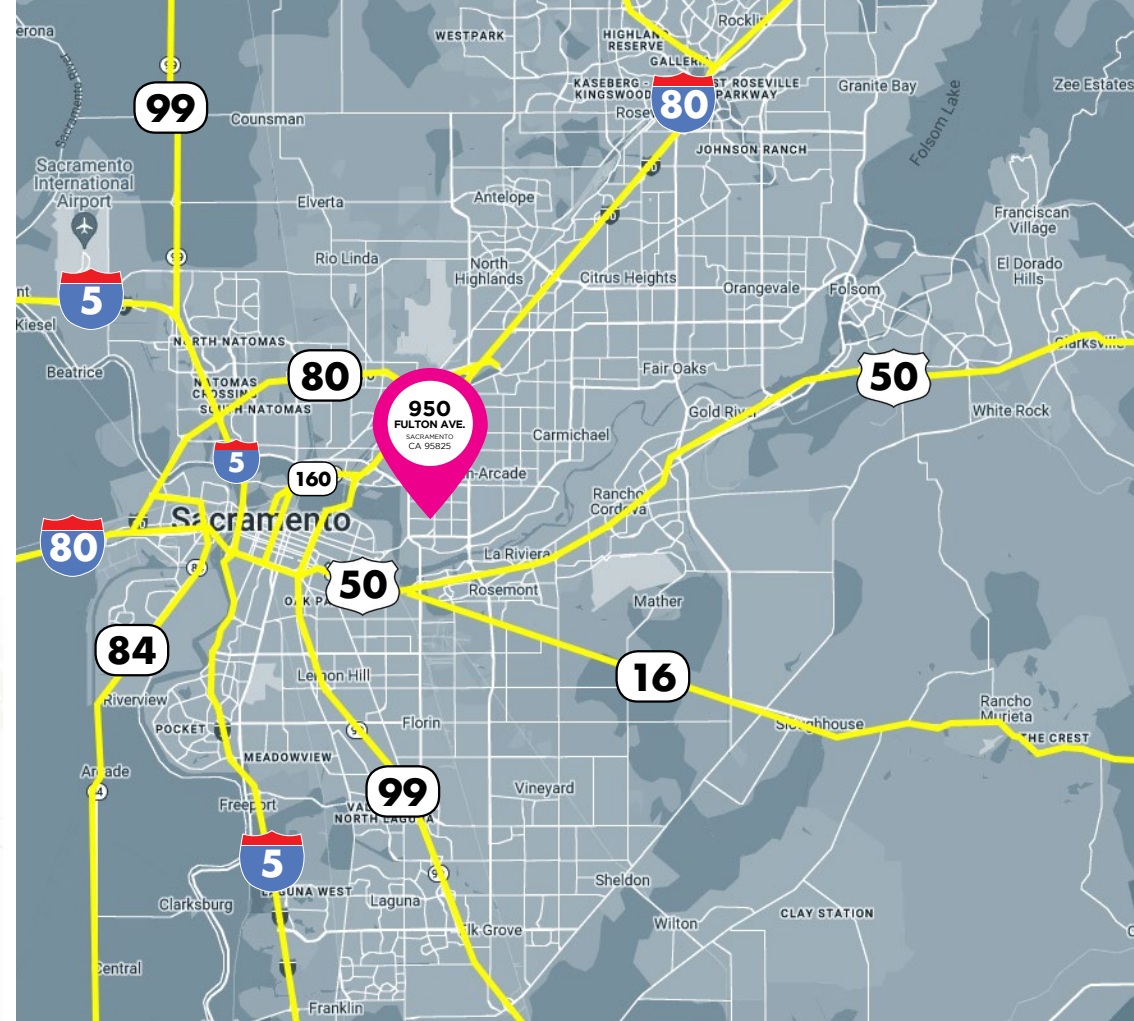 Rocklin
WESTPARK
HIGHLAND
RESERVE
GALLERIA
99
99
KASEBERG -
KINGSWOOD
ST ROSEVILLE
PARKWAY
Granite Bay
Zee Estates
80
Counsman
JOHNSON RANCH
Folsom Lake
Sacramento
International
Airport
Elverta
Antelope
Franciscan
Village
99
Rio Linda
North
Highlands
Citrus Heights
El Dorado
Hills
5
Orangevale
Folsom
Kiesel
NORTH NATOMAS
Clarksville
Beatrice
80
Fair Oaks
50
NATOMAS
CROSSING
SOUTH NATOMAS
950
FULTON AVE.
SACRAMENTO
CA 95825
Gold River
White Rock
Carmichael
5
160
n-Arcade
Rancho
Cordova
Sacramento
80
La Riviera
50
Rosemont
OAK PA
Mather
84
16
Lemon Hill
Riverview
Rancho
Murieta
POCKET
Florin
Sloughhouse
THE CREST
MEADOWVIEW
Arcade
99
Vineyard
Freeport
NORTH LAGUNA
5
Sheldon
LAGUNA WEST
Clarksburg
Laguna
CLAY STATION
Wilton
Elk Grove
Central
Franklin